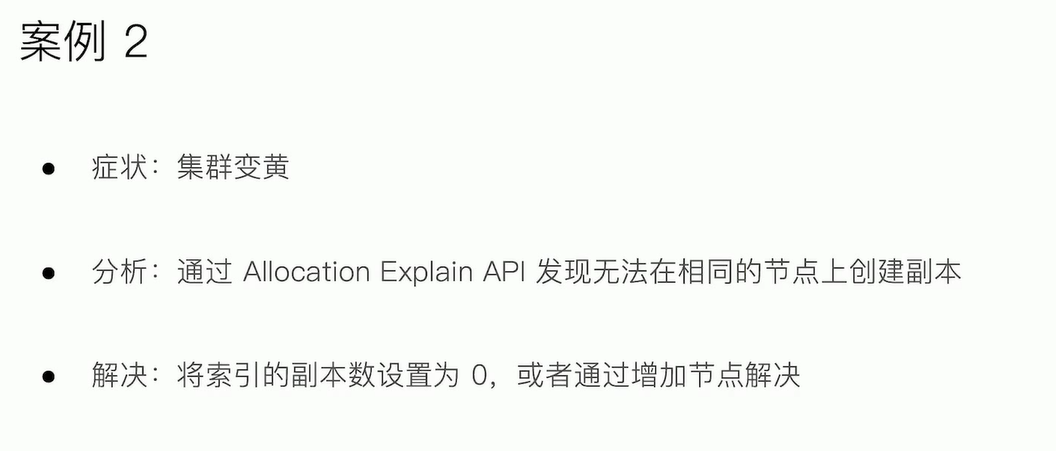 案例 2
症状：集群变黄
分析：通过 Allocation Explain API 发现无法在相同的节点上创建副本
解决：将索引的副本数设置为 0，或者通过增加节点解决